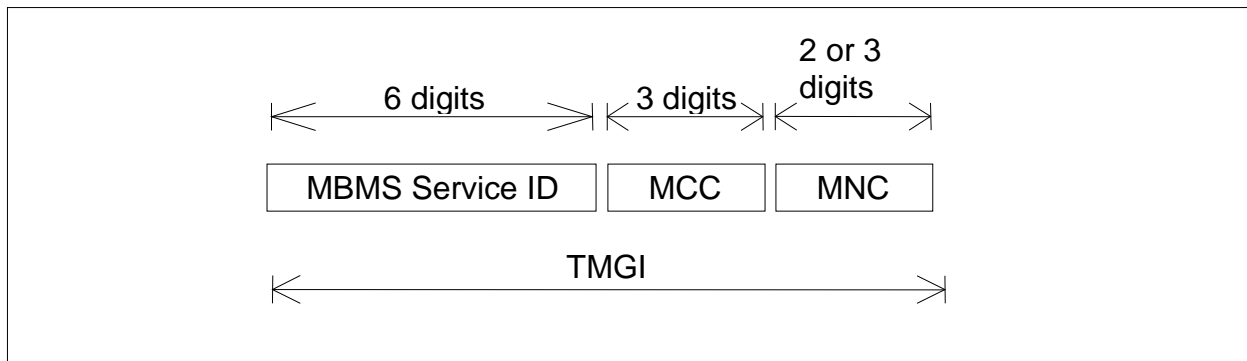 2 or 3
digits
6 digits
3 digits
MBMS Service ID
MCC
MNC
TMGI